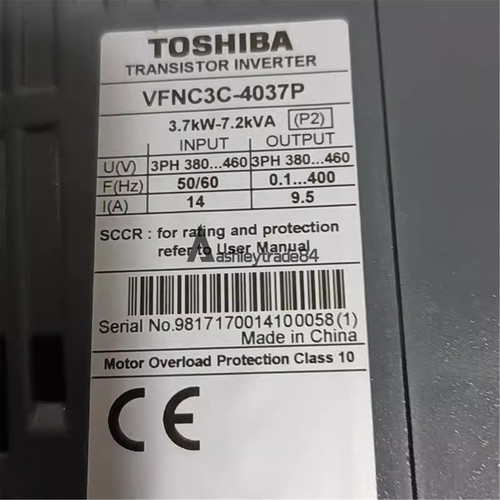 TOSHIBA
TRANSISTOR INVERTER
VFNC3C-4037P
3.7kW-7.2kVA (P2)
INPUT OUTPUT
U(V) 3PH 380...460 3PH 380...460
F(Hz) 50/60 0.1...400
I(A) 14 9.5
SCCR : for rating and protection
refer to User Manual
Aashleytrade84
Serial No.9817170014100058(1)
Made in China
Motor Overload Protection Class 10
CE